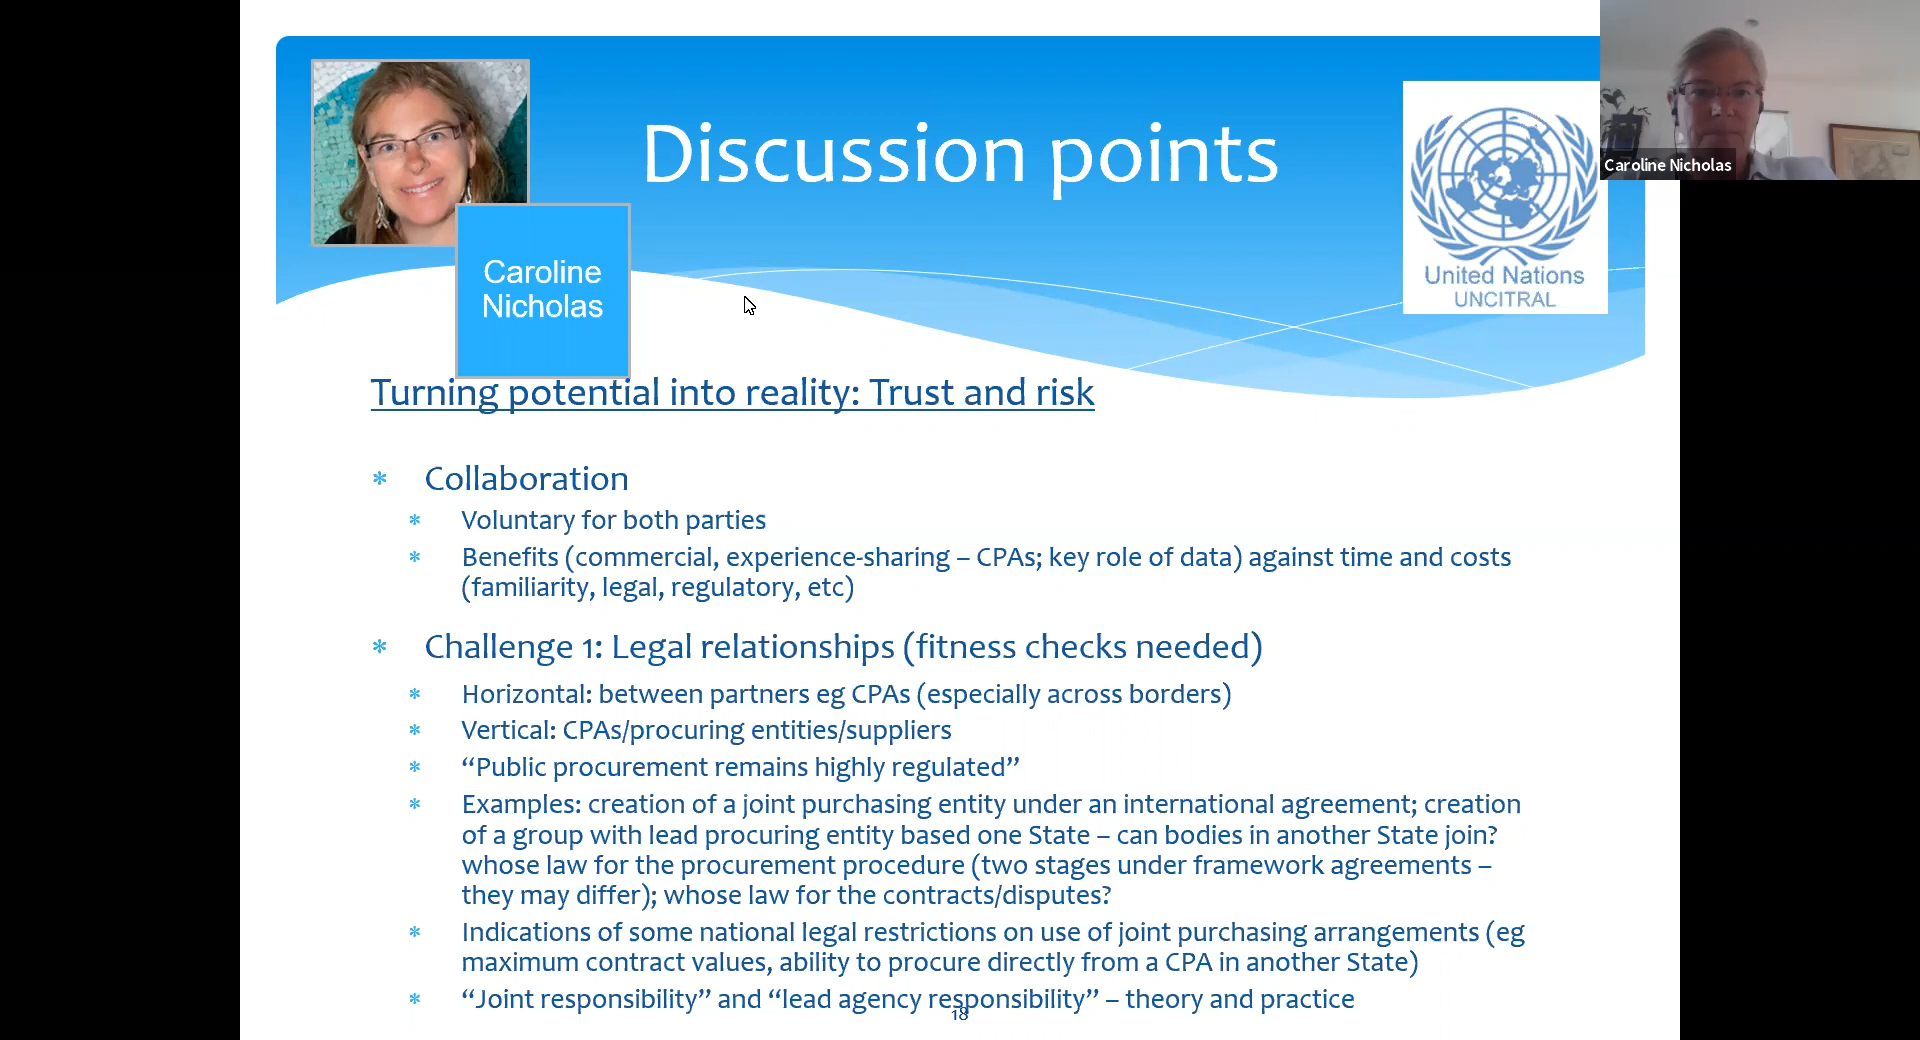 Discussion points
Caroline
Nicholas
United Nations
UNCITRAL
Caroline Nicholas
Turning potential into reality: Trust and risk
* Collaboration
* Voluntary for both parties
* Benefits (commercial, experience-sharing – CPAs; key role of data) against time and costs
(familiarity, legal, regulatory, etc)
* Challenge 1: Legal relationships (fitness checks needed)
* Horizontal: between partners eg CPAs (especially across borders)
* Vertical: CPAs/procuring entities/suppliers
* “Public procurement remains highly regulated”
* Examples: creation of a joint purchasing entity under an international agreement; creation
of a group with lead procuring entity based one State – can bodies in another State join?
whose law for the procurement procedure (two stages under framework agreements –
they may differ); whose law for the contracts/disputes?
* Indications of some national legal restrictions on use of joint purchasing arrangements (eg
maximum contract values, ability to procure directly from a CPA in another State)
* “Joint responsibility” and “lead agency responsibility” – theory and practice
18